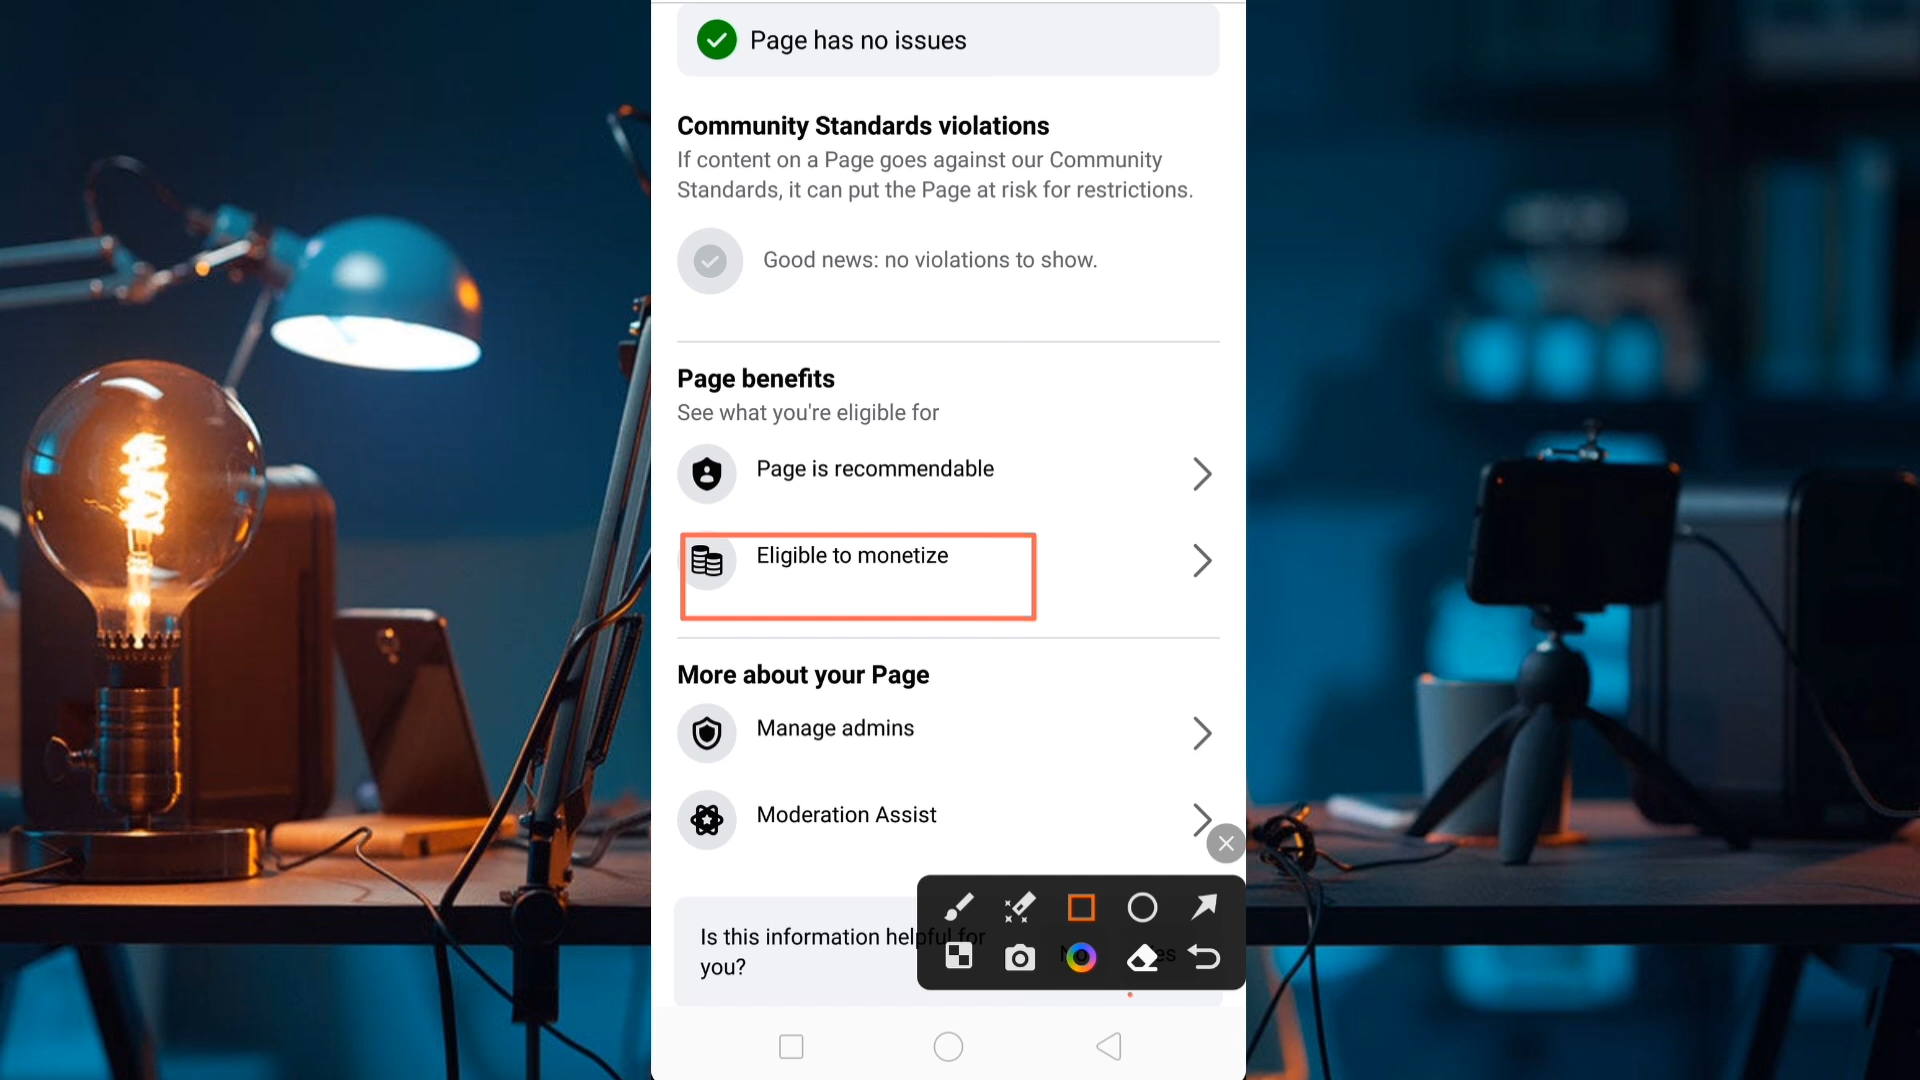 Page has no issues
Community Standards violations
If content on a Page goes against our Community
Standards, it can put the Page at risk for restrictions.
Good news: no violations to show.
Page benefits
See what you're eligible for
Page is recommendable
Eligible to monetize
More about your Page
Manage admins
Moderation Assist
Is this information helpful for
you?